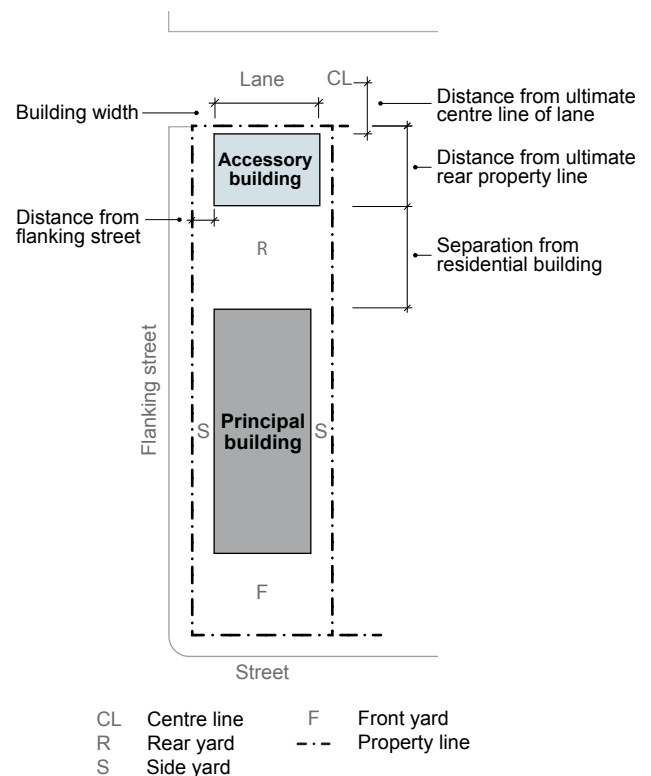 Lane
CL
Building width
Distance from ultimate
centre line of lane
Accessory
building
Distance from ultimate
rear property line
Distance from
flanking street
R
Separation from
residential building
Flanking street
S
Principal
building
S
F
Street
CL Centre line
R Rear yard
S Side yard
F Front yard
Property line